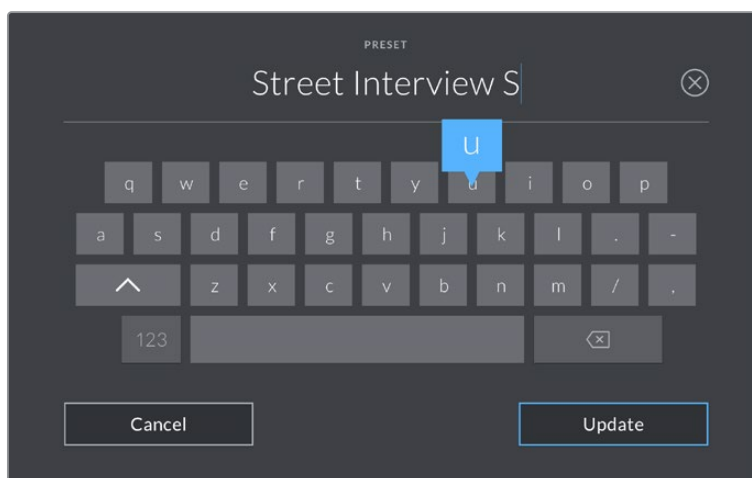 PRESET
Street Interview S
u
q w e r t y u i o p
a s d f g h j k l . -
z x c v b n m / ,
123
Cancel Update